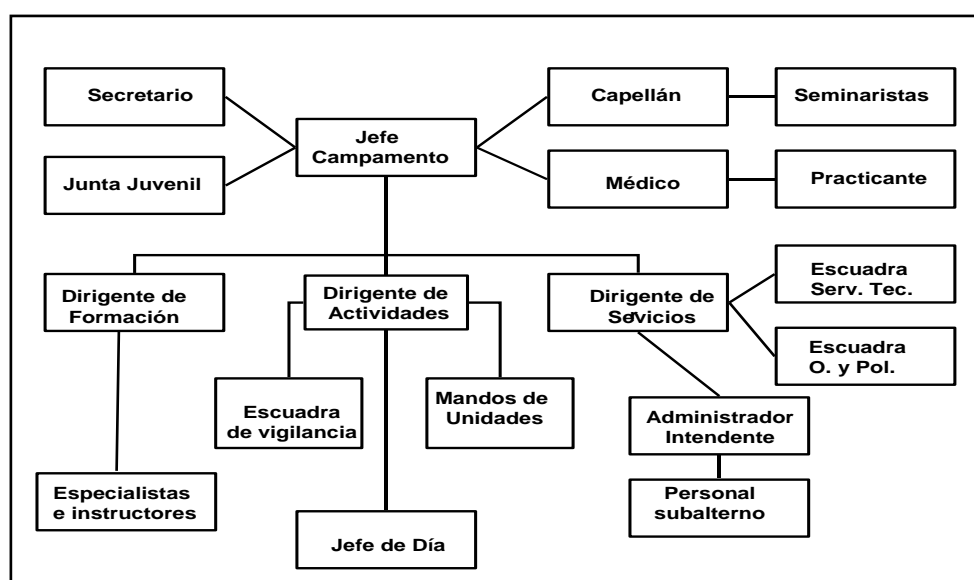 Secretario
Capellán
Seminaristas
Jefe
Campamento
Junta Juvenil
Médico
Practicante
Dirigente de
Formación
Dirigente de
Actividades
Dirigente de
Servicios
Escuadra
Serv. Tec.
Escuadra
O. y Pol.
Escuadra
de vigilancia
Mandos de
Unidades
Administrador
Intendente
Especialistas
e instructores
Personal
subalterno
Jefe de Día